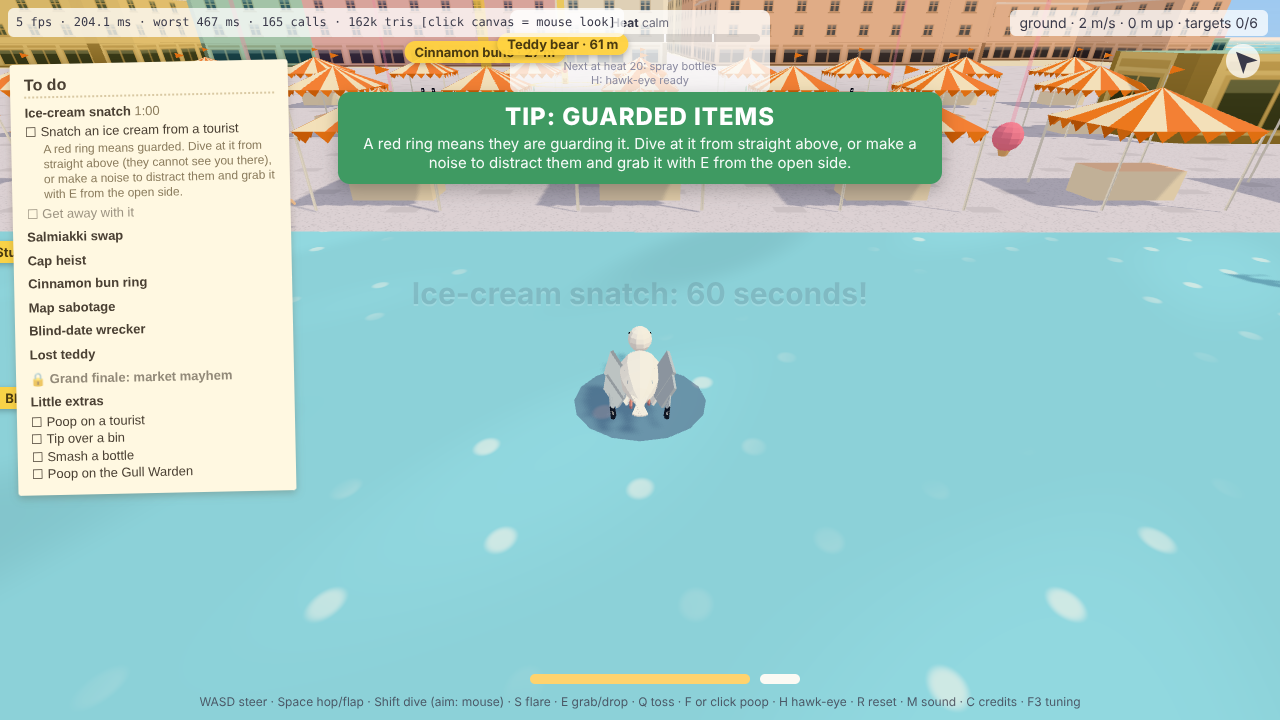 5 fps · 204.1 ms · worst 467 ms · 165 calls · 162k tris [click canvas = mouse look]
calm
ground · 2 m/s · 0 m up · targets 0/6
Cinnamon
Teddy bear · 61 m
Next at heat 20: spray bottles
H: hawk-eye ready
TIP: GUARDED ITEMS
A red ring means they are guarding it. Dive at it from straight above, or make a
noise to distract them and grab it with E from the open side.
To do
Ice-cream snatch 1:00
☐ Snatch an ice cream from a tourist
A red ring means guarded. Dive at it from
straight above (they cannot see you there),
or make a noise to distract them and grab it
with E from the open side.
☐ Get away with it
Salmiakki swap
Cap heist
Cinnamon bun ring
Map sabotage
Blind-date wrecker
Lost teddy
🔒 Grand finale: market mayhem
Little extras
☐ Poop on a tourist
☐ Tip over a bin
☐ Smash a bottle
☐ Poop on the Gull Warden
Ice-cream snatch: 60 seconds!
WASD steer · Space hop/flap · Shift dive (aim: mouse) · S flare · E grab/drop · Q toss · F or click poop · H hawk-eye · R reset · M sound · C credits · F3 tuning